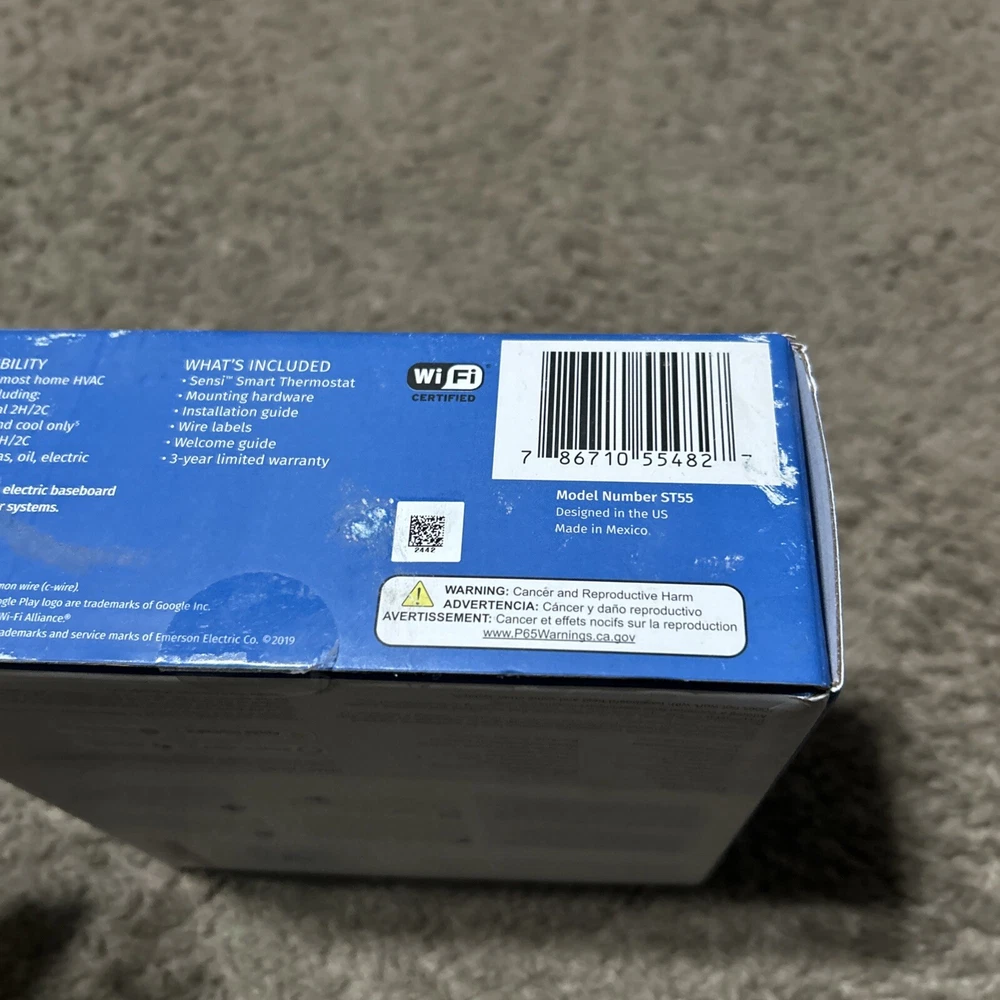 BILITY
most home HVAC
luding:
al 2H/2C
nd cool only⁵
H/2C
as, oil, electric
electric baseboard
r systems.
mon wire (c-wire).
ogle Play logo are trademarks of Google Inc.
Wi-Fi Alliance.®
ademarks and service marks of Emerson Electric Co. ©2019
WHAT'S INCLUDED
• Sensi™ Smart Thermostat
• Mounting hardware
• Installation guide
• Wire labels
• Welcome guide
• 3-year limited warranty
Wi Fi
CERTIFIED
2442
7 86710 55482 7
Model Number ST55
Designed in the US
Made in Mexico
WARNING: Cancer and Reproductive Harm
ADVERTENCIA: Cáncer y daño reproductivo
AVERTISSEMENT: Cancer et effets nocifs sur la reproduction
www.P65Warnings.ca.gov